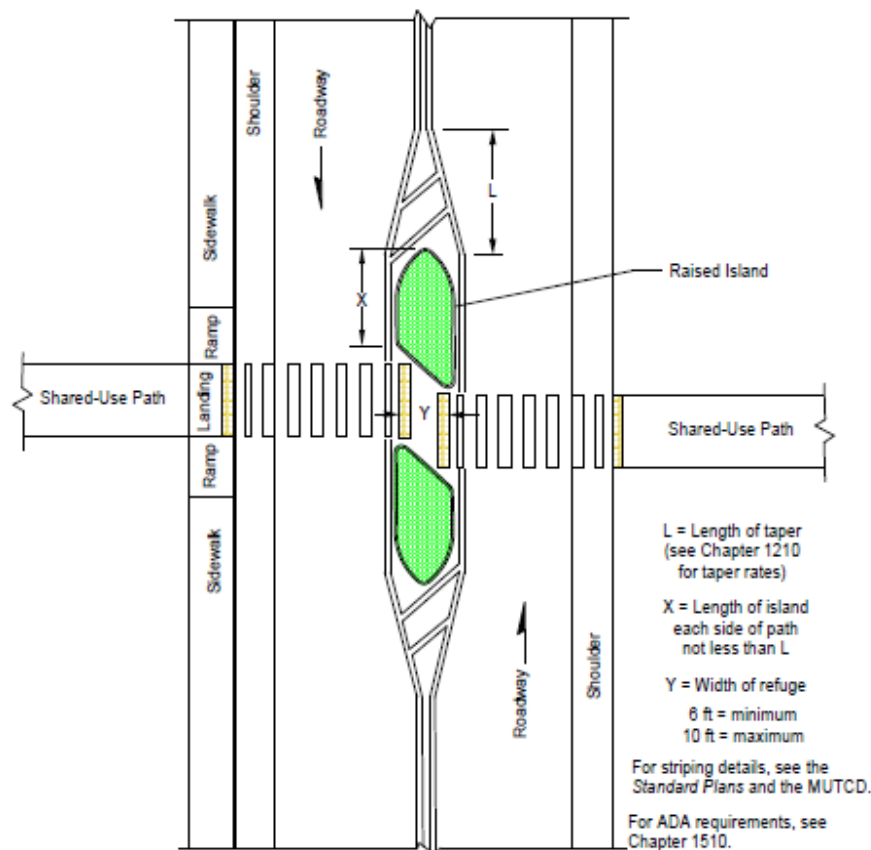 Shoulder
Roadway
Sidewalk
L
Raised Island
X
Ramp
Shared-Use Path
Landing
Y
Shared-Use Path
Ramp
Sidewalk
Roadway
Shoulder
L = Length of taper
(see Chapter 1210
for taper rates)
X = Length of island
each side of path
not less than L
Y = Width of refuge
6 ft = minimum
10 ft = maximum
For striping details, see the
Standard Plans and the MUTCD.
For ADA requirements, see
Chapter 1510.